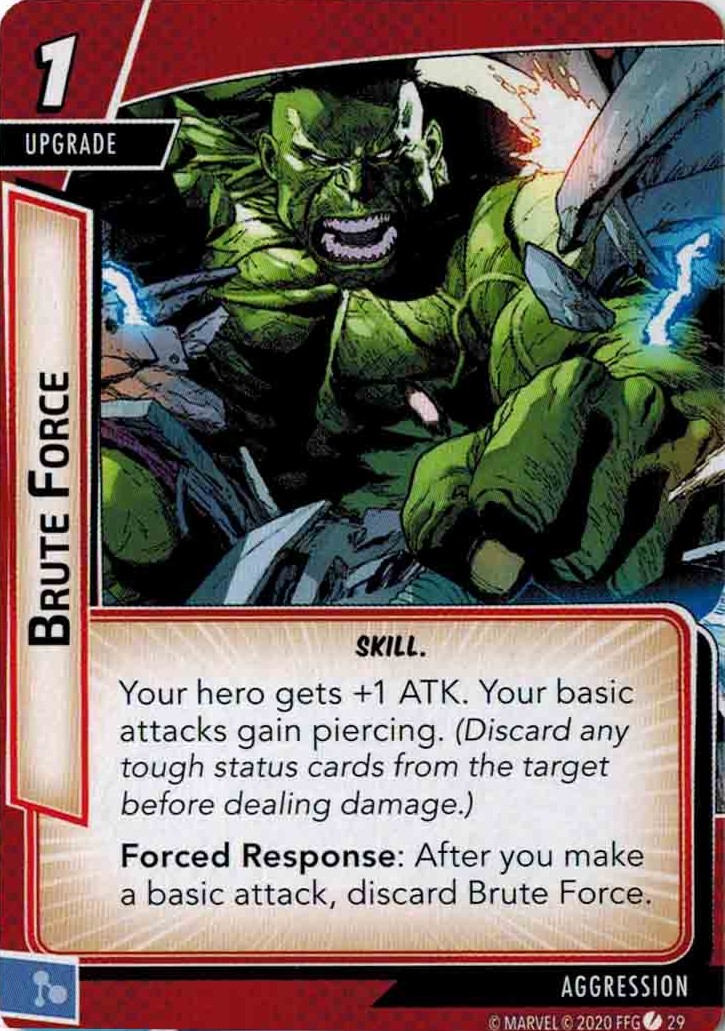 1
UPGRADE
BRUTE FORCE
SKILL.
Your hero gets +1 ATK. Your basic
attacks gain piercing. (Discard any
tough status cards from the target
before dealing damage.)
Forced Response: After you make
a basic attack, discard Brute Force.
AGGRESSION
© MARVEL © 2020 FFG 29